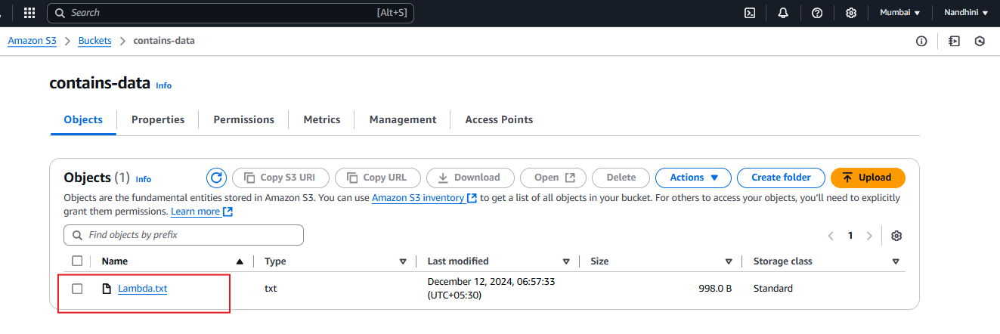 Search [Alt+S] Mumbai Nandhini
Amazon S3 Buckets contains-data
contains-data Info
Objects Properties Permissions Metrics Management Access Points
Objects (1) Info Copy S3 URI Copy URL Download Open Delete Actions Create folder Upload
Objects are the fundamental entities stored in Amazon S3. You can use Amazon S3 inventory to get a list of all objects in your bucket. For others to access your objects, you'll need to explicitly
grant them permissions. Learn more
Find objects by prefix 1
Name Type Last modified Size Storage class
Lambda.txt txt December 12, 2024, 06:57:33 998.0 B Standard
(UTC+05:30)